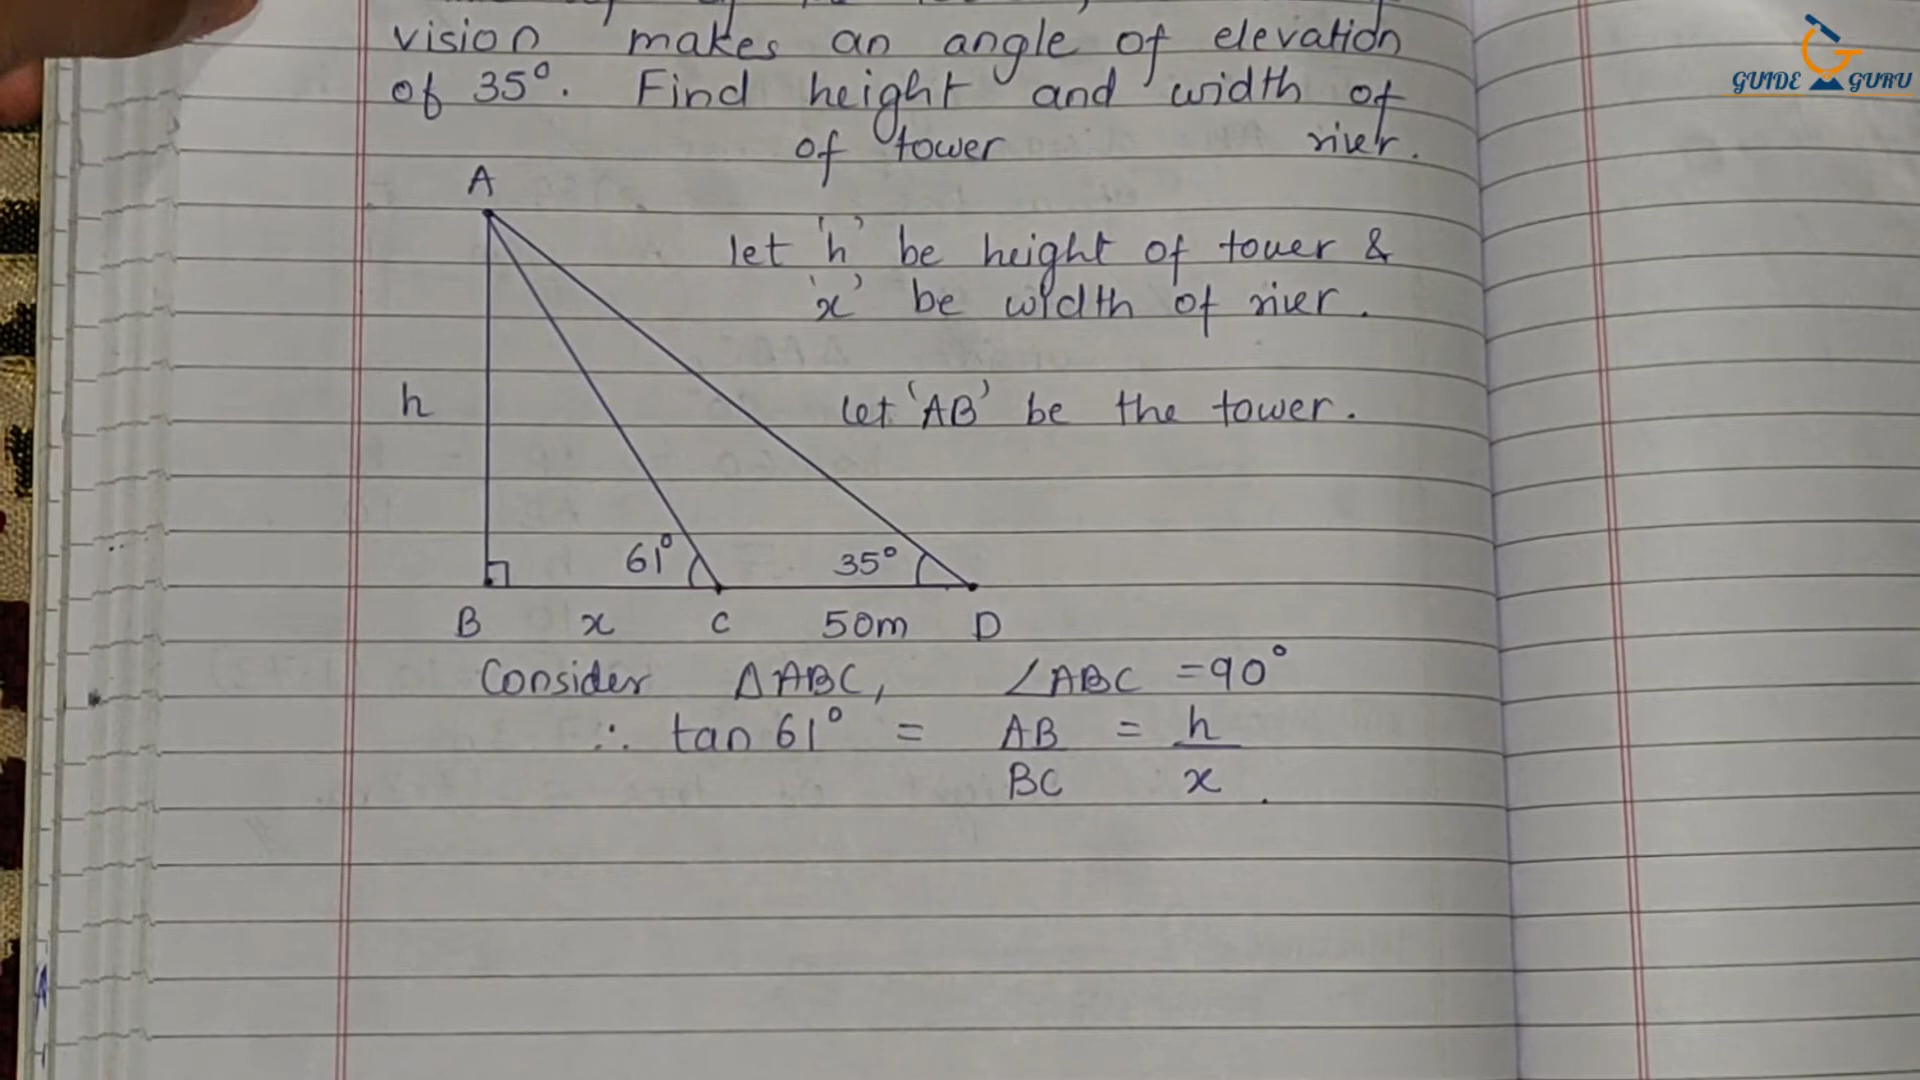 vision makes an angle of elevation
of 35°. Find height and width of
of tower river.
A
let 'h' be height of tower &
'x' be width of river.
h
let 'AB' be the tower.
61° 35°
B x C 50m D
Consider △ABC, ∠ABC = 90°
∴ tan 61° = AB = h
BC x .
GUIDE GURU